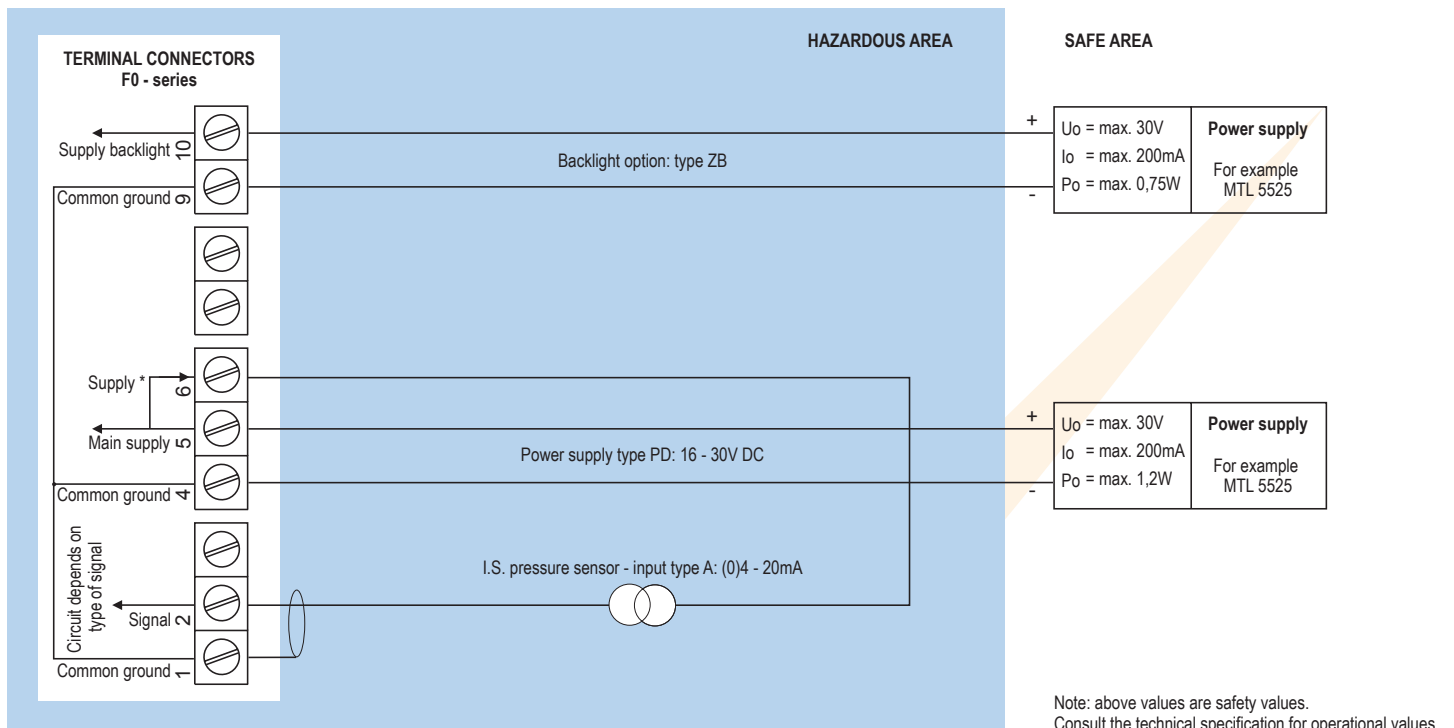 HAZARDOUS AREA
SAFE AREA
TERMINAL CONNECTORS
F0 - series
Supply backlight 10
Common ground 9
Backlight option: type ZB
+
-
Uo = max. 30V
Io = max. 200mA
Po = max. 0,75W
Power supply
For example
MTL 5525
Supply * 6
Main supply 5
Common ground 4
Power supply type PD: 16 - 30V DC
+
-
Uo = max. 30V
Io = max. 200mA
Po = max. 1,2W
Power supply
For example
MTL 5525
Circuit depends on
type of signal
Signal 2
Common ground 1
I.S. pressure sensor - input type A: (0)4 - 20mA
Note: above values are safety values.
Consult the technical specification for operational values